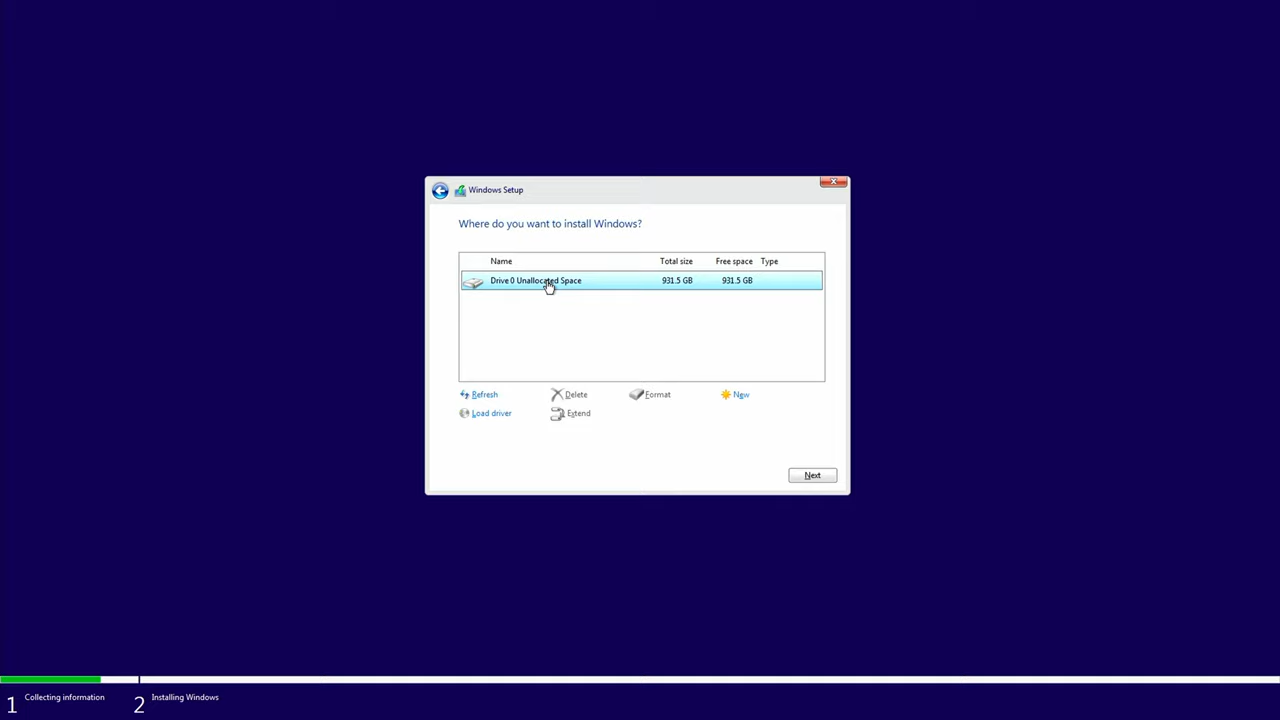 Windows Setup
Where do you want to install Windows?
Name Total size Free space Type
Drive 0 Unallocated Space 931.5 GB 931.5 GB
Refresh Delete Format New
Load driver Extend
Next
1 Collecting information 2 Installing Windows